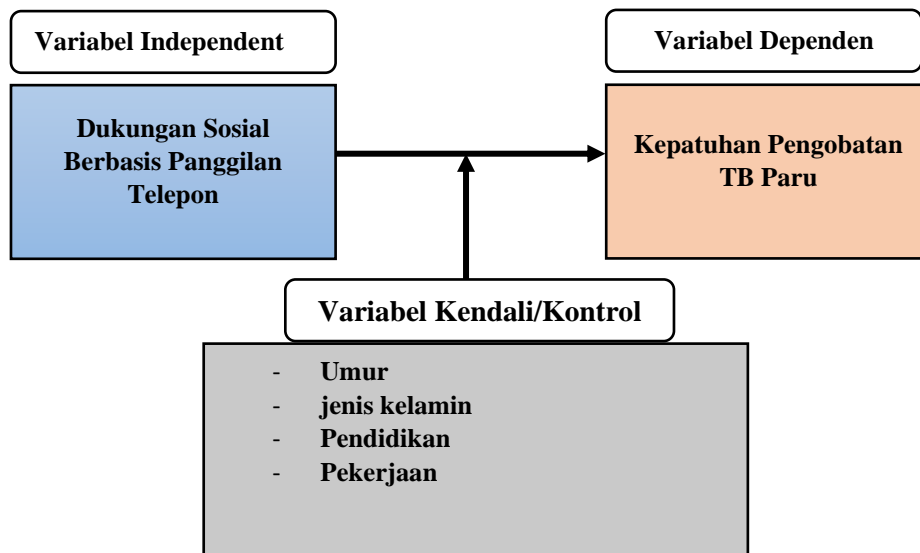 Variabel Independent
Variabel Dependen
Dukungan Sosial
Berbasis Panggilan
Telepon
Kepatuhan Pengobatan
TB Paru
Variabel Kendali/Kontrol
- Umur
- jenis kelamin
- Pendidikan
- Pekerjaan